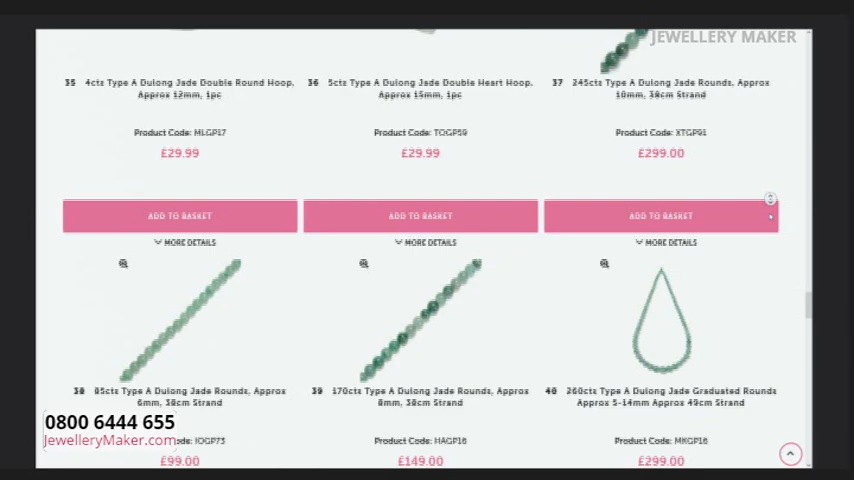 JEWELLERY MAKER
35 4cts Type A Dulong Jade Double Round Hoop,
Approx 12mm, 1pc
36 5cts Type A Dulong Jade Double Heart Hoop,
Approx 15mm, 1pc
37 245cts Type A Dulong Jade Rounds, Approx
10mm, 38cm Strand
Product Code: MLGP17
Product Code: TOGP59
Product Code: XTGP91
£29.99
£29.99
£299.00
ADD TO BASKET
ADD TO BASKET
ADD TO BASKET
MORE DETAILS
MORE DETAILS
MORE DETAILS
38 85cts Type A Dulong Jade Rounds, Approx
6mm, 38cm Strand
39 170cts Type A Dulong Jade Rounds, Approx
8mm, 38cm Strand
40 260cts Type A Dulong Jade Graduated Rounds
Approx 5-14mm Approx 49cm Strand
0800 6444 655
JewelleryMaker.com
IOGP73
Product Code: HAGP16
Product Code: MKGP16
£99.00
£149.00
£299.00